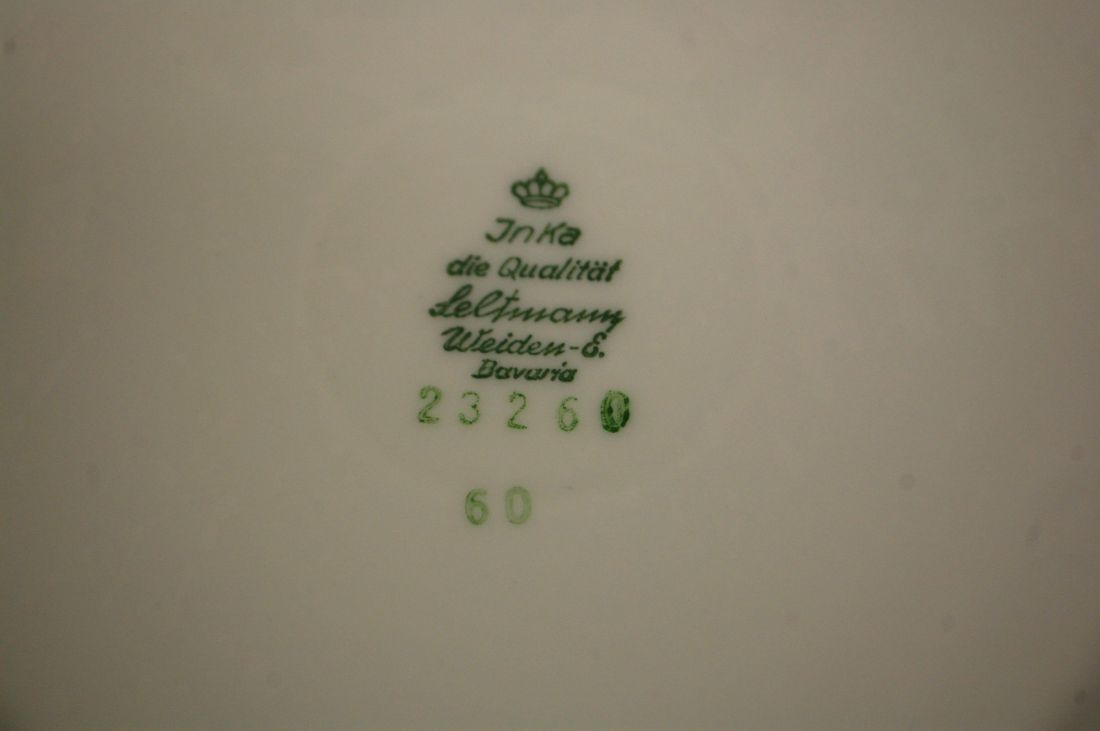 InKa
die Qualität
Seltmann
Weiden-E.
Bavaria
23260
60